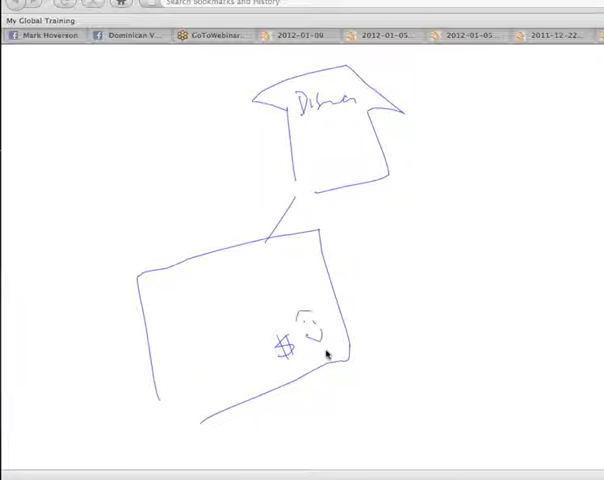 Search Bookmarks and History
My Global Training
Mark Hoverson Dominican V... GoToWebinar... 2012-01-09 2012-01-05... 2012-01-05... 2011-12-22...
$